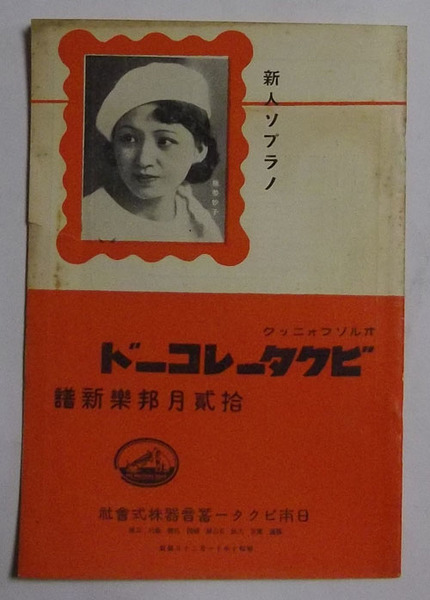 新人ソプラノ
オルソフォニック
ビクターレコード
拾貳月邦樂新譜
日本ビクター蓄音器株式會社